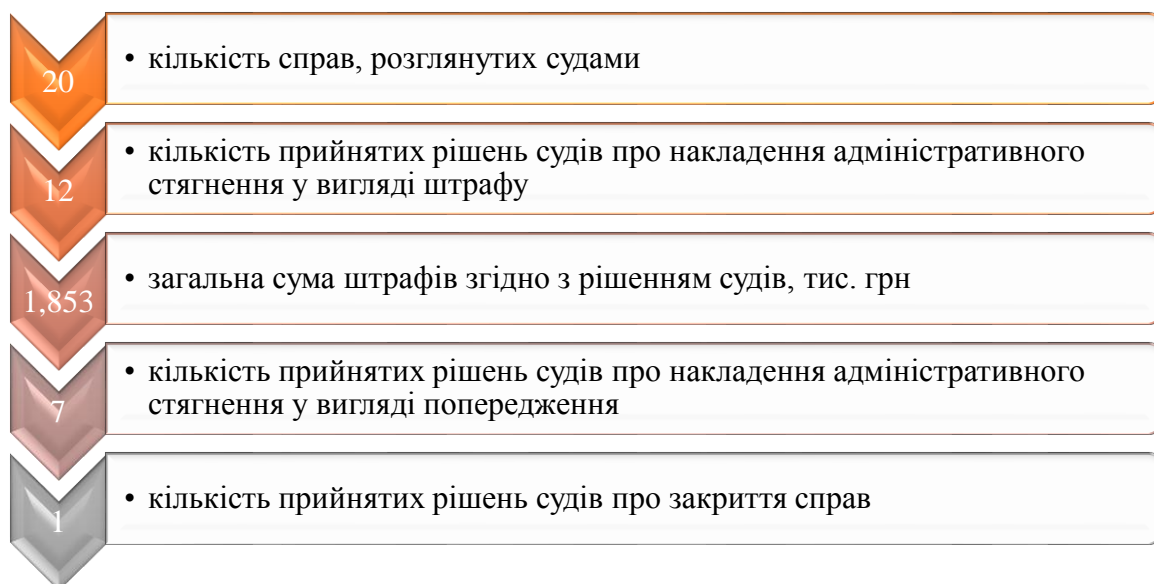 20
• кількість справ, розглянутих судами
12
• кількість прийнятих рішень судів про накладення адміністративного
стягнення у вигляді штрафу
1,853
• загальна сума штрафів згідно з рішенням судів, тис. грн
7
• кількість прийнятих рішень судів про накладення адміністративного
стягнення у вигляді попередження
1
• кількість прийнятих рішень судів про закриття справ